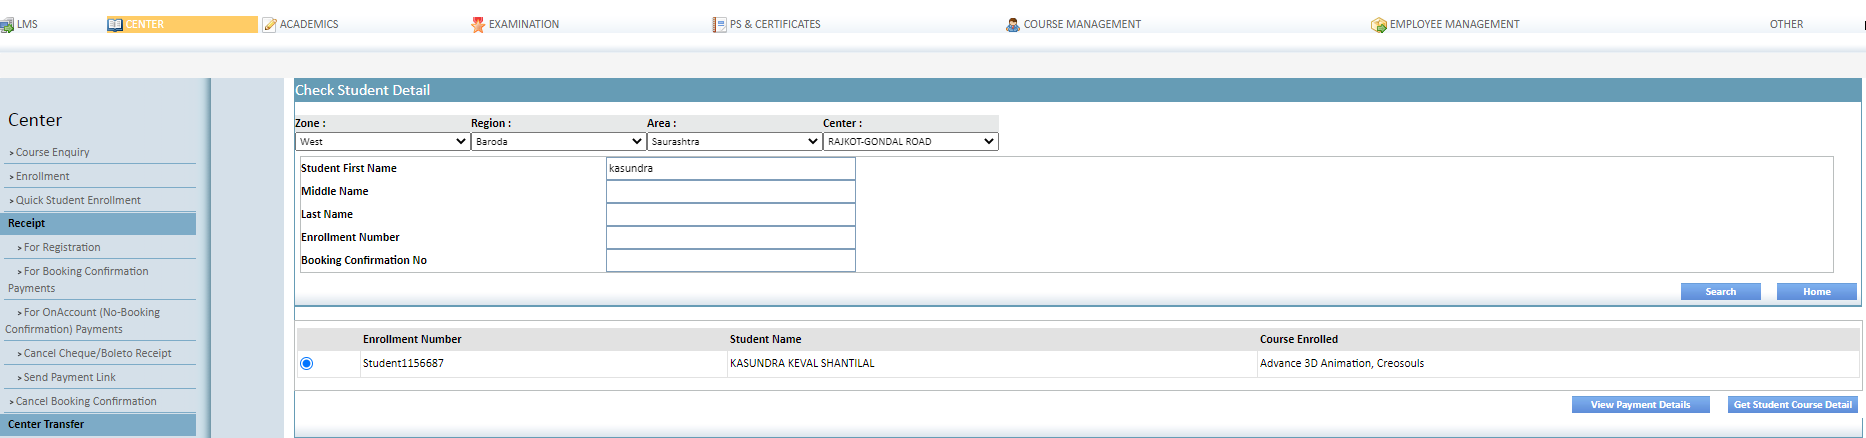 LMS CENTER ACADEMICS EXAMINATION PS & CERTIFICATES COURSE MANAGEMENT EMPLOYEE MANAGEMENT OTHER
Check Student Detail
Center
> Course Enquiry
> Enrollment
> Quick Student Enrollment
Receipt
> For Registration
> For Booking Confirmation
Payments
> For OnAccount (No-Booking
Confirmation) Payments
> Cancel Cheque/Boleto Receipt
> Send Payment Link
> Cancel Booking Confirmation
Center Transfer
Zone : Region : Area : Center :
West Baroda Saurashtra RAJKOT-GONDAL ROAD
Student First Name kasundra
Middle Name
Last Name
Enrollment Number
Booking Confirmation No
Search Home
Enrollment Number Student Name Course Enrolled
Student1156687 KASUNDRA KEVAL SHANTILAL Advance 3D Animation, Creosouls
View Payment Details Get Student Course Detail